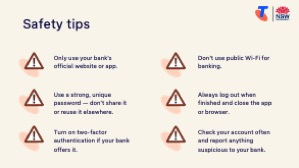 Safety tips
NSW
Only use your bank's
official website or app.
Don't use public Wi-Fi for
banking.
Use a strong, unique
password — don't share it
or reuse it elsewhere.
Always log out when
finished and close the app
or browser.
Turn on two-factor
authentication if your bank
offers it.
Check your account often
and report anything
suspicious to your bank.